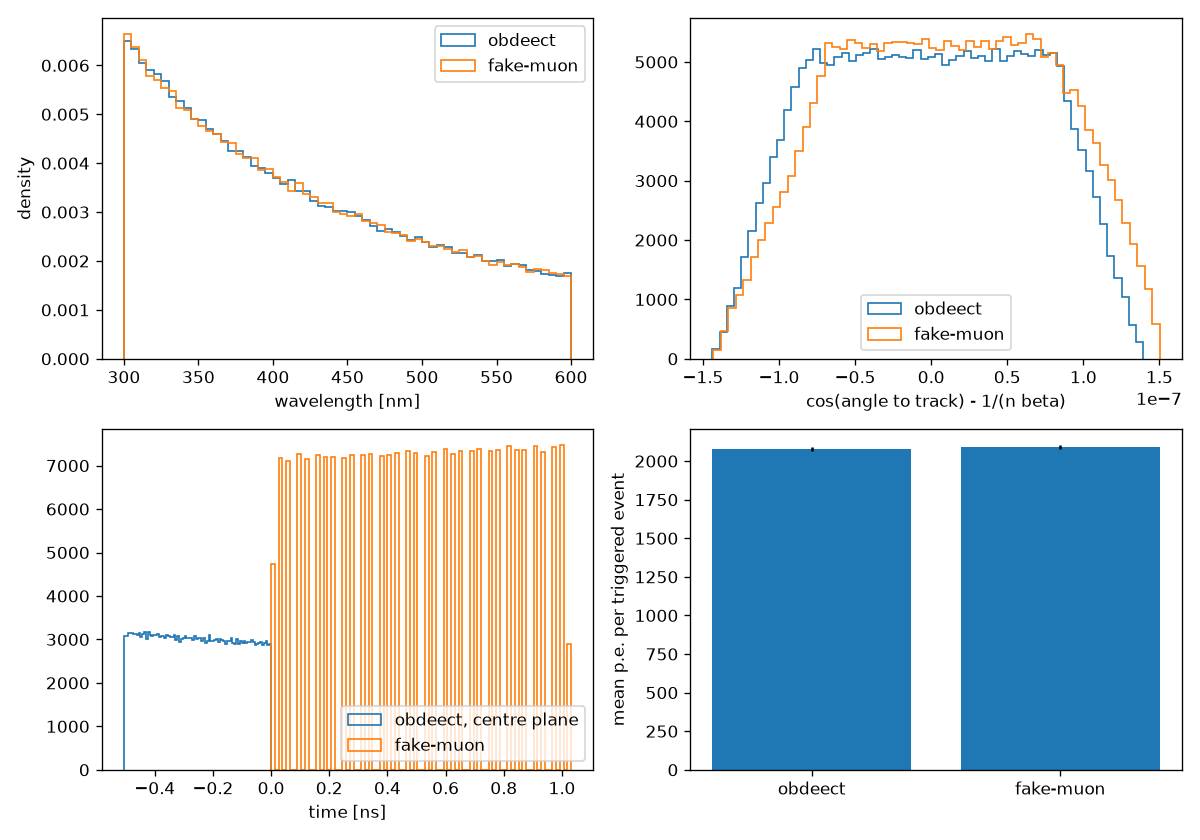 density
0.006
0.005
0.004
0.003
0.002
0.001
0.000
obdeect
fake-muon
300 350 400 450 500 550 600
wavelength [nm]
5000
4000
3000
2000
1000
0
obdeect
fake-muon
−1.5 −1.0 −0.5 0.0 0.5 1.0 1.5
1e−7
cos(angle to track) - 1/(n beta)
7000
6000
5000
4000
3000
2000
1000
0
obdeect, centre plane
fake-muon
−0.4 −0.2 0.0 0.2 0.4 0.6 0.8 1.0
time [ns]
mean p.e. per triggered event
2000
1750
1500
1250
1000
750
500
250
0
obdeect fake-muon